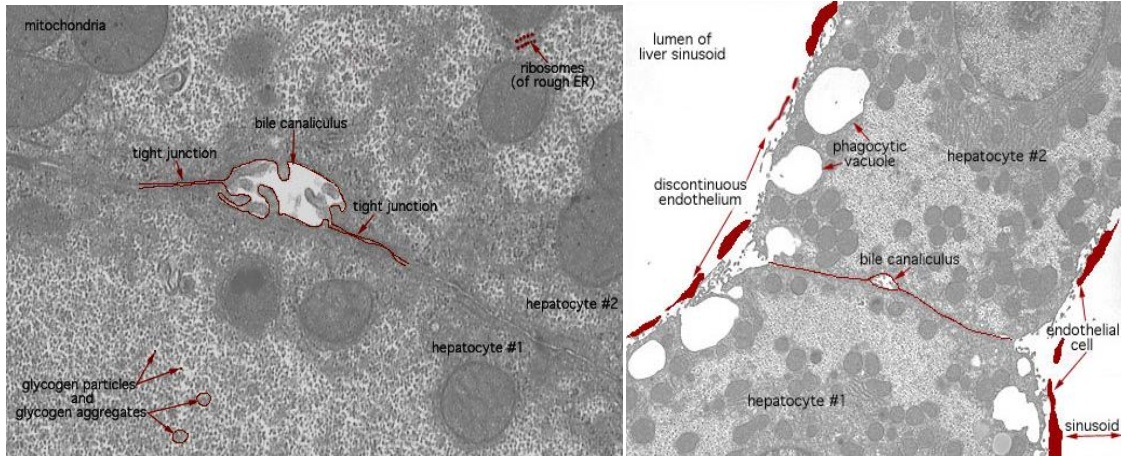 mitochondria
ribosomes
(of rough ER)
bile canaliculus
tight junction
tight junction
hepatocyte #2
hepatocyte #1
glycogen particles
and
glycogen aggregates
lumen of
liver sinusoid
phagocytic
vacuole
hepatocyte #2
discontinuous
endothelium
bile canaliculus
endothelial
cell
hepatocyte #1
sinusoid